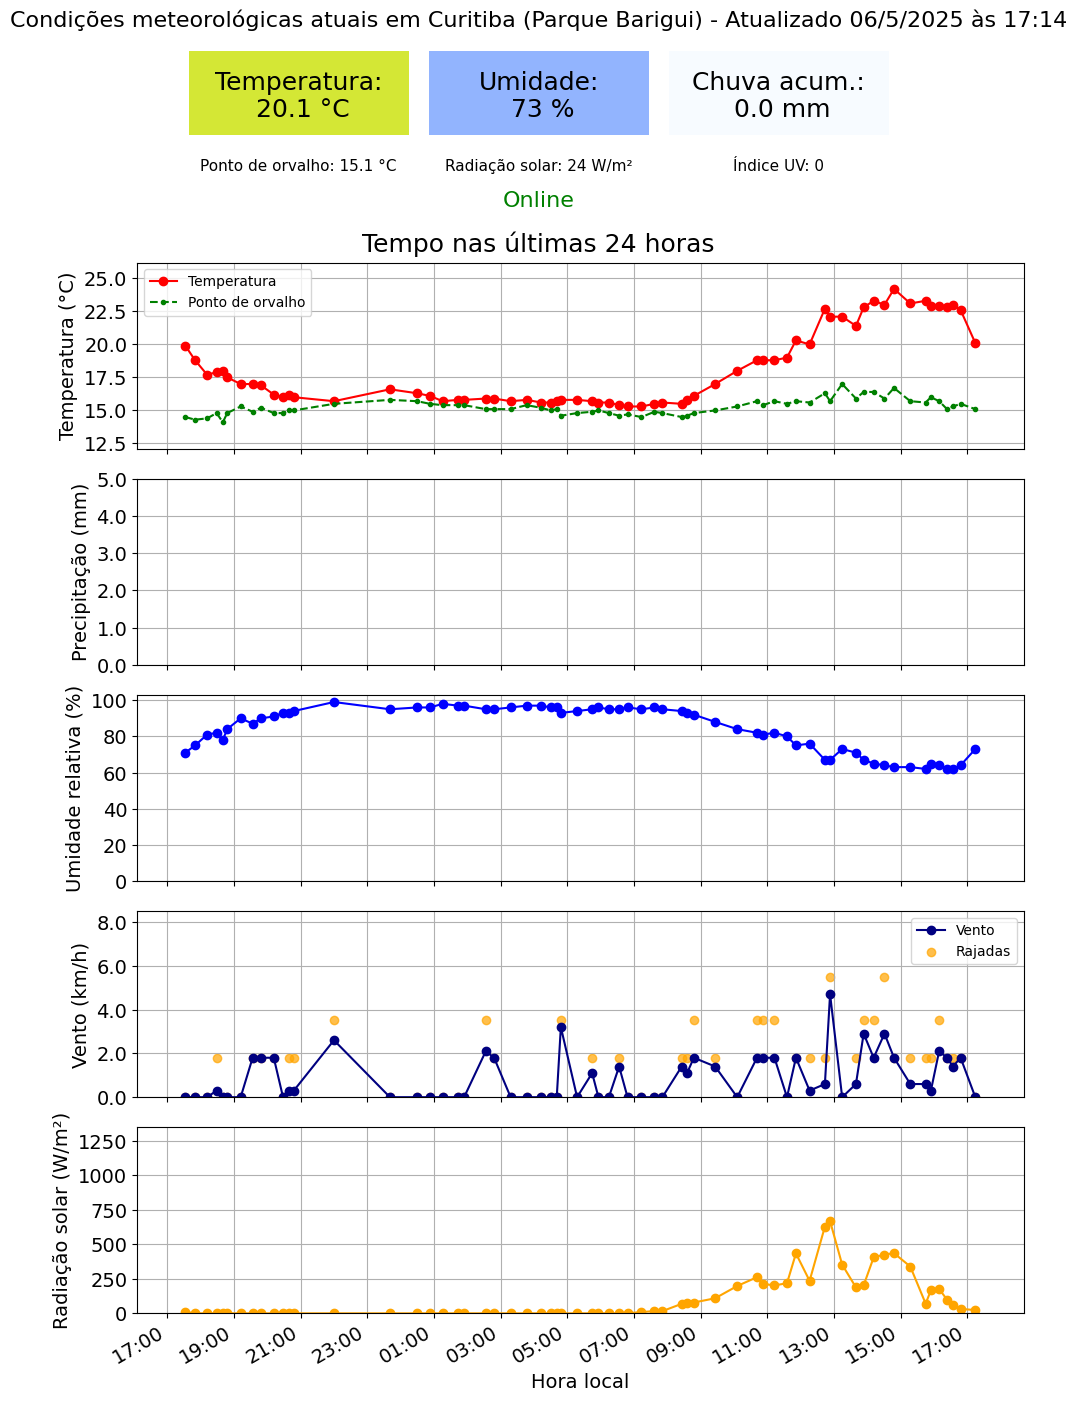 Condições meteorológicas atuais em Curitiba (Parque Barigui) - Atualizado 06/5/2025 às 17:14
Temperatura:
20.1 °C
Umidade:
73 %
Chuva acum.:
0.0 mm
Ponto de orvalho: 15.1 °C
Radiação solar: 24 W/m²
Índice UV: 0
Online
Tempo nas últimas 24 horas
Temperatura (°C)
25.0
22.5
20.0
17.5
15.0
12.5
Temperatura
Ponto de orvalho
Precipitação (mm)
5.0
4.0
3.0
2.0
1.0
0.0
Umidade relativa (%)
100
80
60
40
20
0
Vento (km/h)
8.0
6.0
4.0
2.0
0.0
Vento
Rajadas
Radiação solar (W/m²)
1250
1000
750
500
250
0
17:00
19:00
21:00
23:00
01:00
03:00
05:00
07:00
09:00
11:00
13:00
15:00
17:00
Hora local